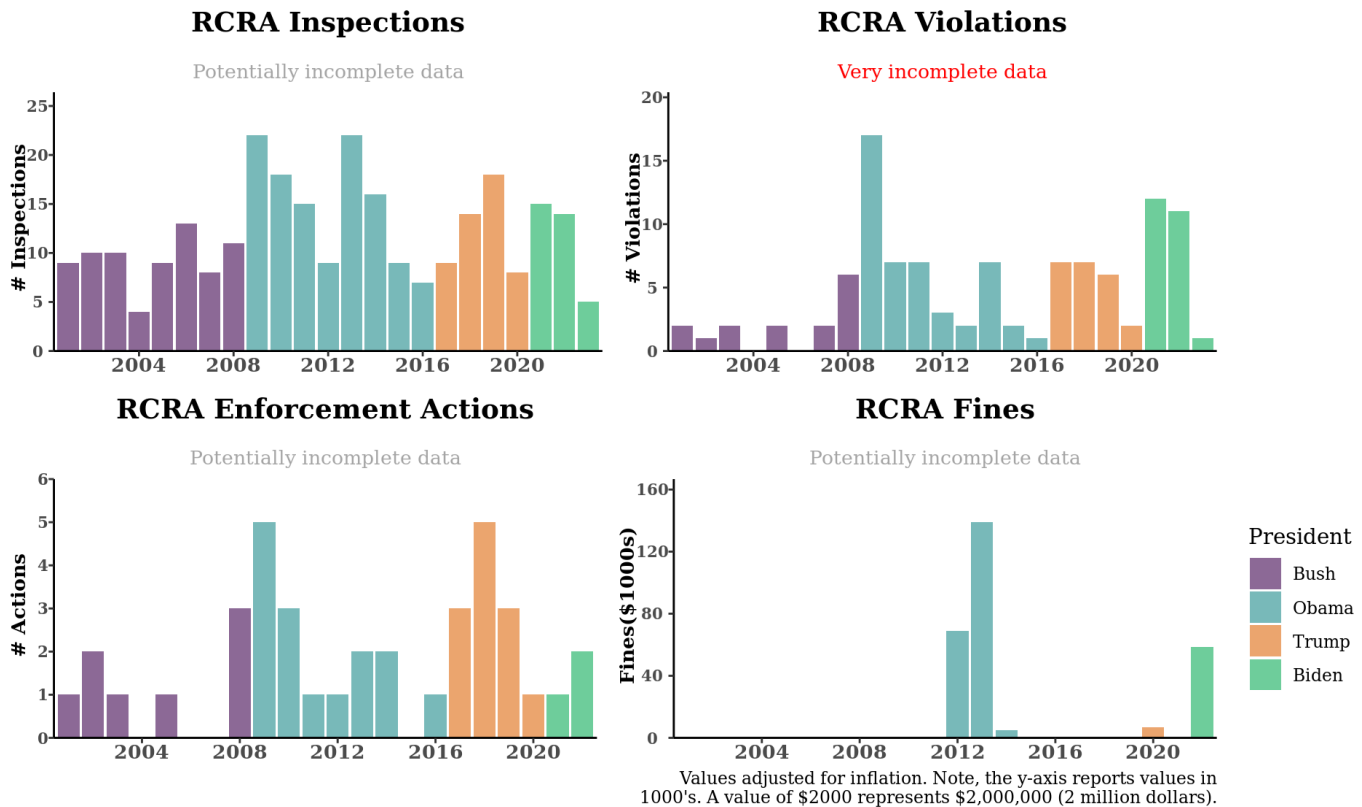 RCRA Inspections
Potentially incomplete data
# Inspections
25
20
15
10
5
0
2004 2008 2012 2016 2020
RCRA Violations
Very incomplete data
# Violations
20
15
10
5
0
2004 2008 2012 2016 2020
RCRA Enforcement Actions
Potentially incomplete data
# Actions
6
5
4
3
2
1
0
2004 2008 2012 2016 2020
RCRA Fines
Potentially incomplete data
Fines($1000s)
160
120
80
40
0
2004 2008 2012 2016 2020
President
Bush
Obama
Trump
Biden
Values adjusted for inflation. Note, the y-axis reports values in
1000's. A value of $2000 represents $2,000,000 (2 million dollars).